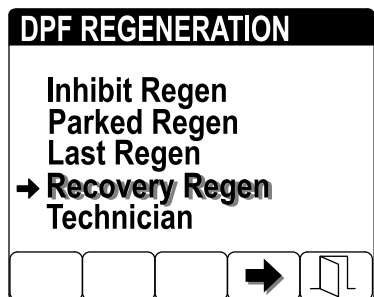 DPF REGENERATION
Inhibit Regen
Parked Regen
Last Regen
Recovery Regen
Technician